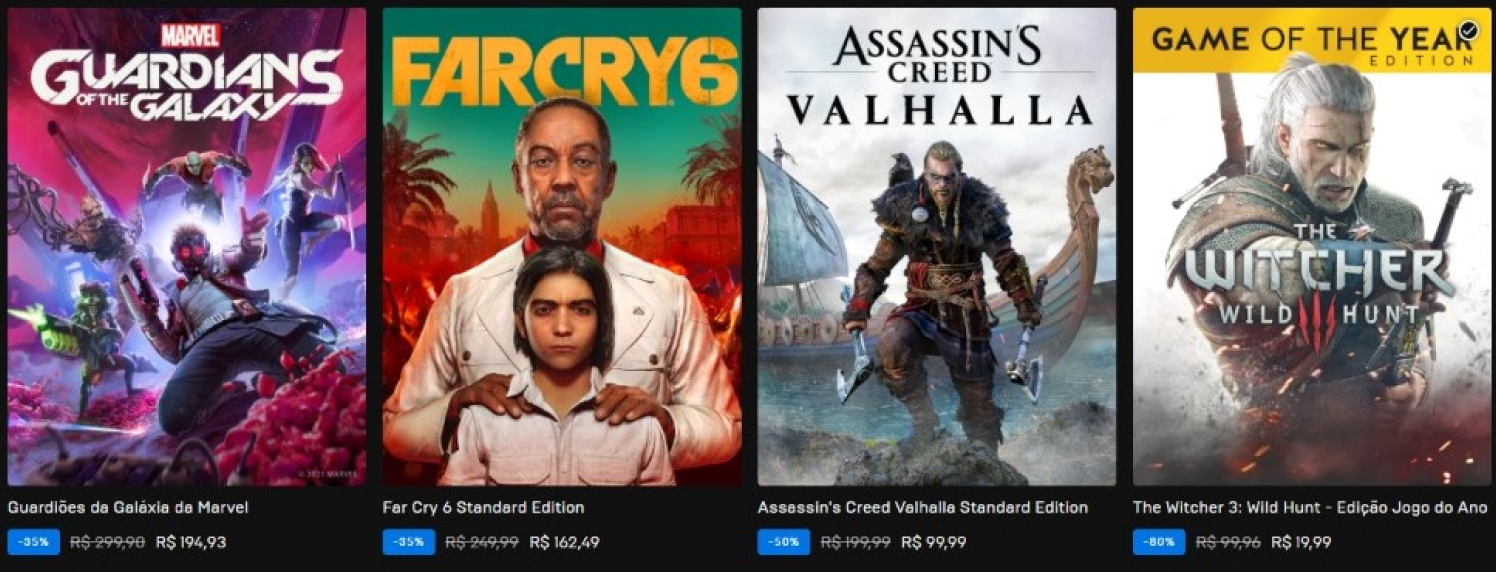 MARVEL
GUARDIANS
OF THE
GALAXY
© 2021 MARVEL
Guardiões da Galáxia da Marvel
-35% R$ 299,90 R$ 194,93
FARCRY6
Far Cry 6 Standard Edition
-35% R$ 249,99 R$ 162,49
ASSASSIN'S
CREED
VALHALLA
Assassin's Creed Valhalla Standard Edition
-50% R$ 199,99 R$ 99,99
GAME OF THE YEAR
EDITION
THE
WITCHER
WILD HUNT
The Witcher 3: Wild Hunt - Edição Jogo do Ano
-80% R$ 99,96 R$ 19,99